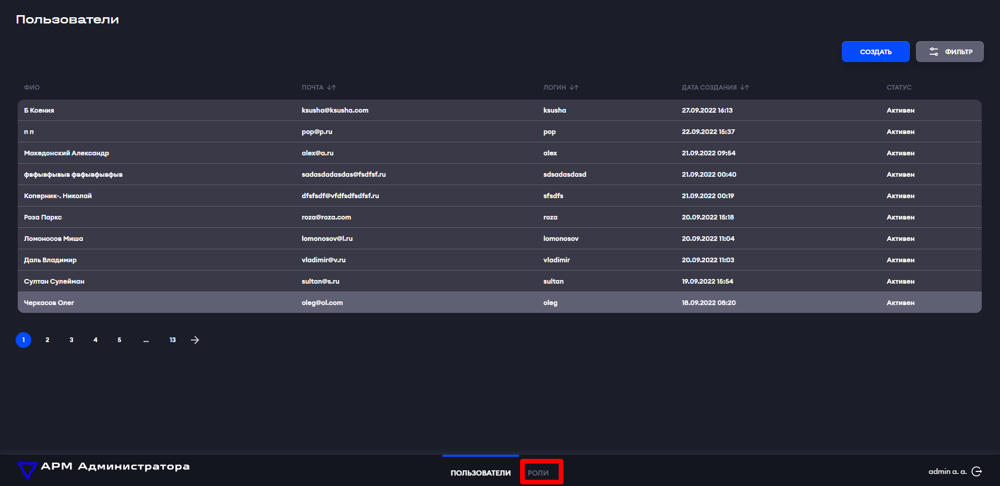 Пользователи
СОЗДАТЬ ФИЛЬТР
ФИО ПОЧТА ЛОГИН ДАТА СОЗДАНИЯ СТАТУС
Б Ксения ksusha@ksusha.com ksusha 27.09.2022 16:13 Активен
п п pop@p.ru pop 22.09.2022 15:37 Активен
Македонский Александр alex@a.ru alex 21.09.2022 09:54 Активен
фвфывфывыв фвфывфывфыв sadasdadasdas@fsdfsf.ru sdsadasdasd 21.09.2022 00:40 Активен
Коперник-. Николай dfsfsdf@vfdfsdfsdfsf.ru sfsdfs 21.09.2022 00:19 Активен
Роза Паркс roza@roza.com roza 20.09.2022 15:18 Активен
Ломоносов Миша lomonosov@l.ru lomonosov 20.09.2022 11:04 Активен
Даль Владимир vladimir@v.ru vladimir 20.09.2022 11:03 Активен
Султан Сулейман sultan@s.ru sultan 19.09.2022 15:54 Активен
Черкасов Олег oleg@ol.com oleg 18.09.2022 08:20 Активен
1 2 3 4 5 ... 13
АРМ Администратора ПОЛЬЗОВАТЕЛИ РОЛИ admin a. a.